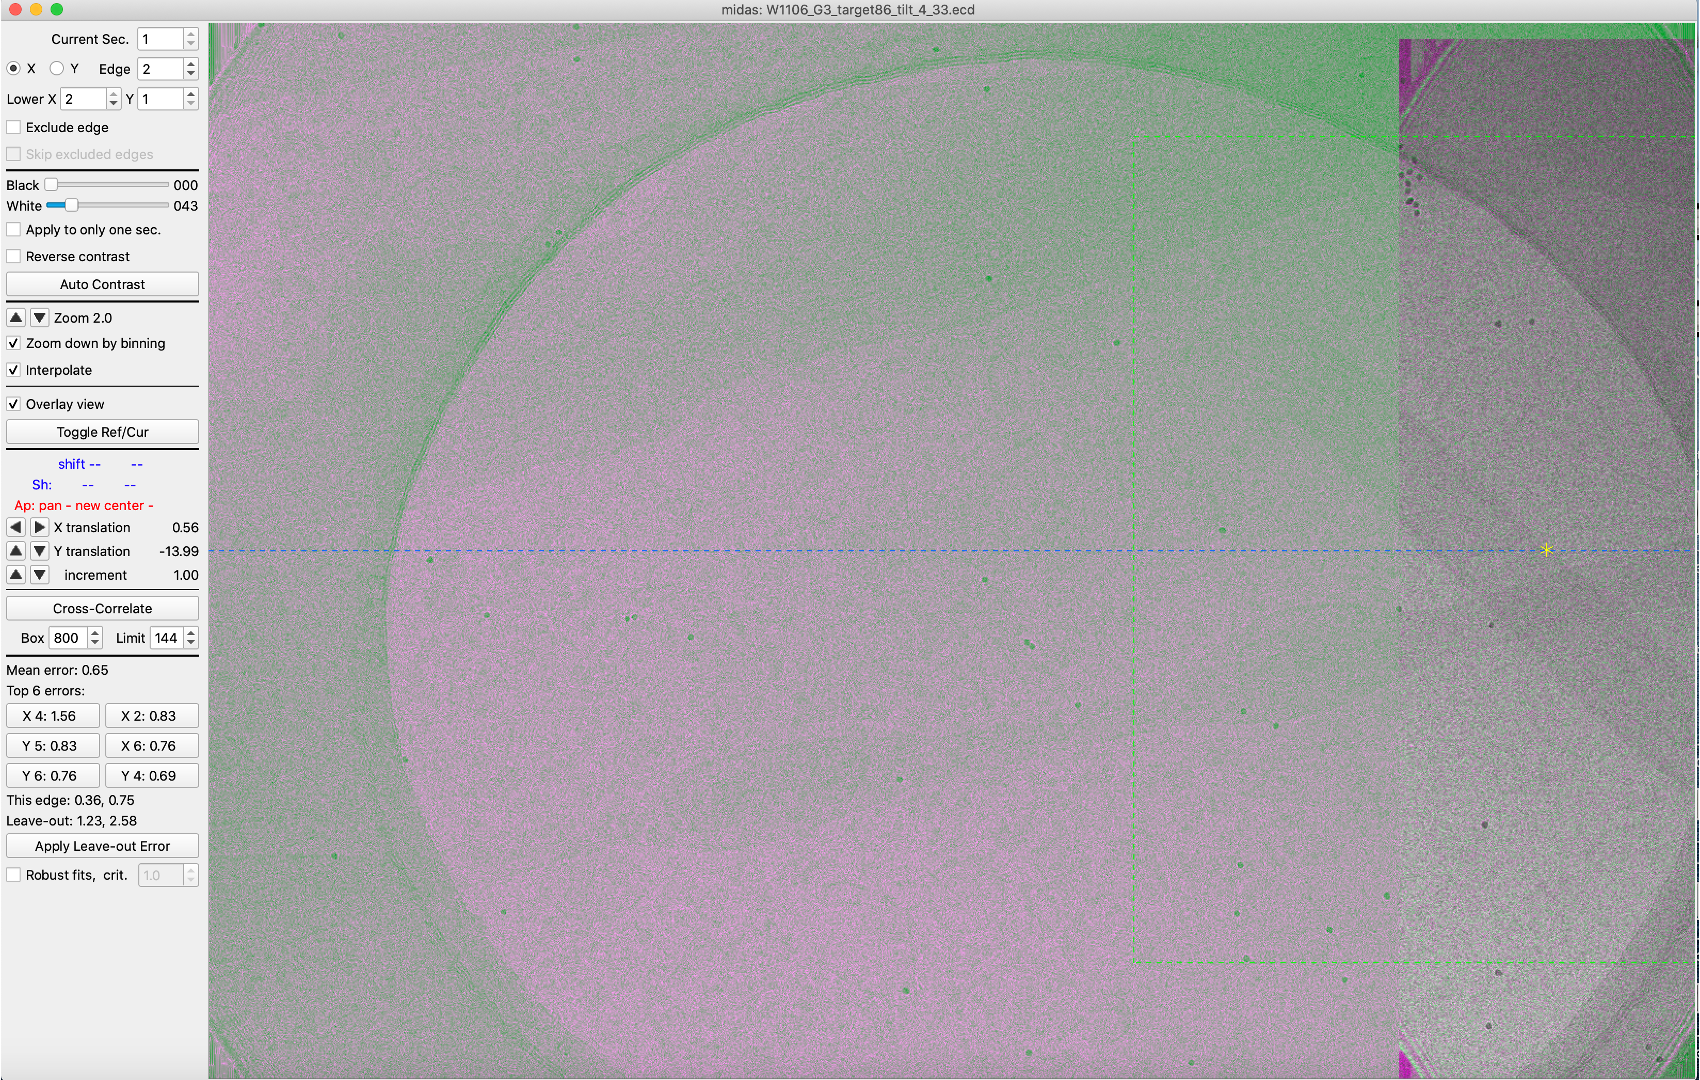 midas: W1106_G3_target86_tilt_4_33.ecd
Current Sec. 1
X Y Edge 2
Lower X 2 Y 1
Exclude edge
Skip excluded edges
Black 000
White 043
Apply to only one sec.
Reverse contrast
Auto Contrast
Zoom 2.0
Zoom down by binning
Interpolate
Overlay view
Toggle Ref/Cur
shift -- --
Sh: -- --
Ap: pan - new center -
X translation 0.56
Y translation -13.99
increment 1.00
Cross-Correlate
Box 800 Limit 144
Mean error: 0.65
Top 6 errors:
X 4: 1.56 X 2: 0.83
Y 5: 0.83 X 6: 0.76
Y 6: 0.76 Y 4: 0.69
This edge: 0.36, 0.75
Leave-out: 1.23, 2.58
Apply Leave-out Error
Robust fits, crit. 1.0